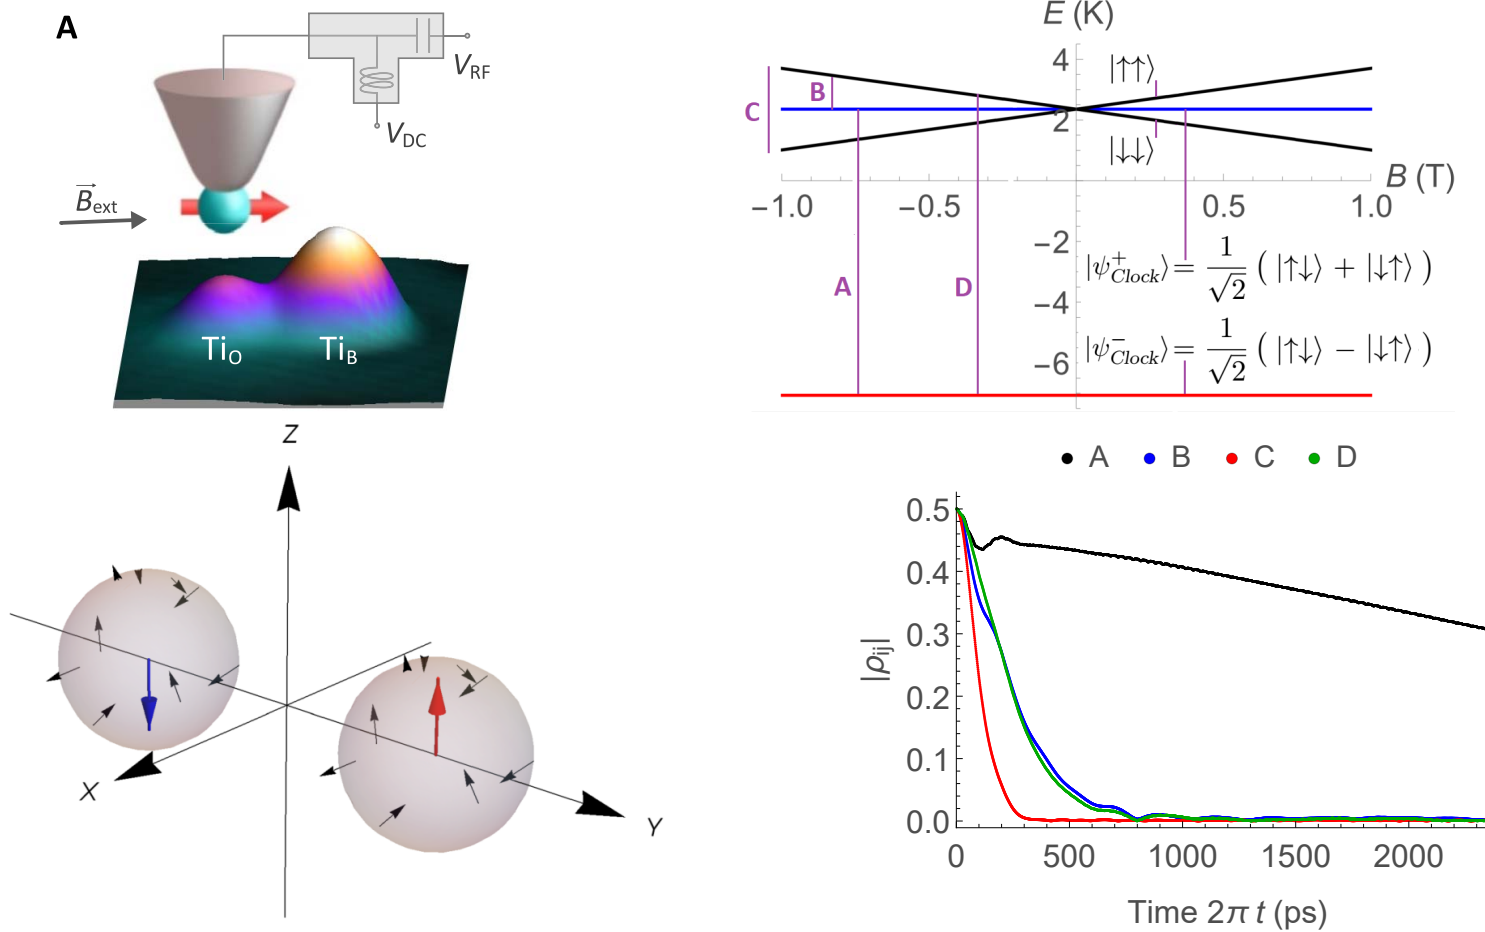 A
V_RF
V_DC
B⃗_ext
Ti_O
Ti_B
E (K)
4
|↑↑⟩
B
C
2
|↓↓⟩
B (T)
−1.0
−0.5
0.5
1.0
−2
|ψ⁺_Clock⟩ = 1/√2 ( |↑↓⟩ + |↓↑⟩ )
A
D
−4
|ψ⁻_Clock⟩ = 1/√2 ( |↑↓⟩ − |↓↑⟩ )
−6
Z
X
Y
A B C D
0.5
0.4
0.3
|ρ_ij|
0.2
0.1
0.0
0 500 1000 1500 2000
Time 2π t (ps)